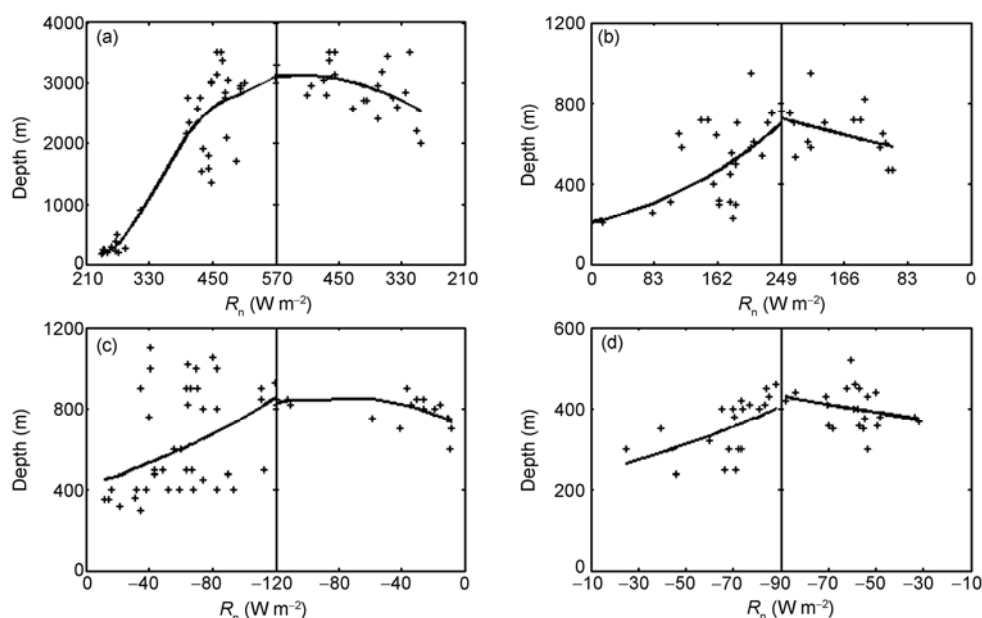 (a)
Depth (m)
4000
3000
2000
1000
0
210 330 450 570 450 330 210
Rₙ (W m⁻²)
(b)
Depth (m)
1200
800
400
0
0 83 162 249 166 83 0
Rₙ (W m⁻²)
(c)
Depth (m)
1200
800
400
0
0 −40 −80 −120 −80 −40 0
Rₙ (W m⁻²)
(d)
Depth (m)
600
400
200
0
−10 −30 −50 −70 −90 −70 −50 −30 −10
Rₙ (W m⁻²)